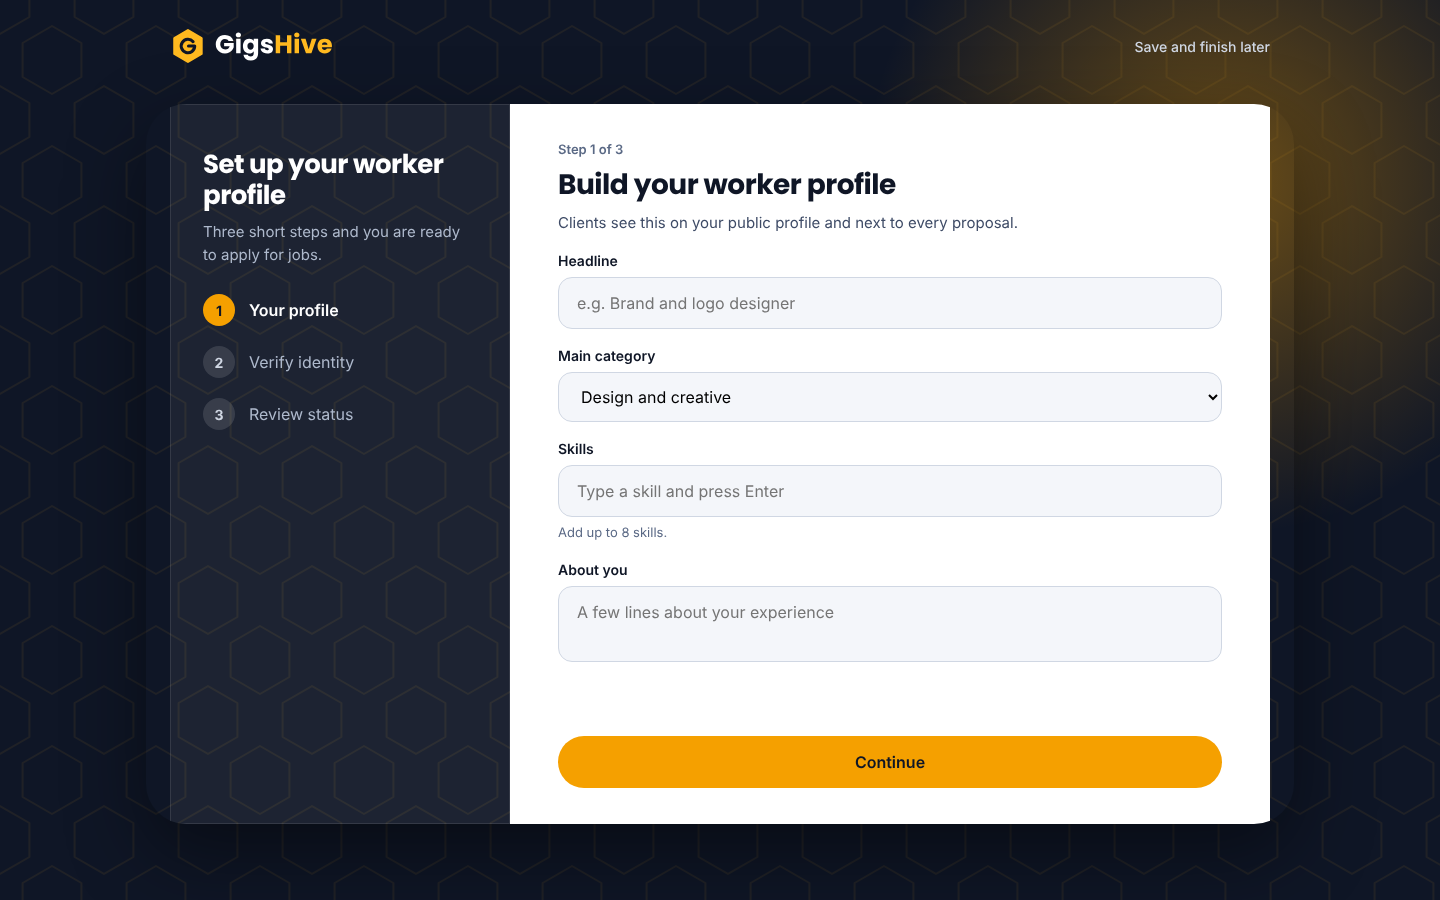 GigsHive
Save and finish later
Set up your worker
profile
Three short steps and you are ready
to apply for jobs.
1 Your profile
2 Verify identity
3 Review status
Step 1 of 3
Build your worker profile
Clients see this on your public profile and next to every proposal.
Headline
e.g. Brand and logo designer
Main category
Design and creative
Skills
Type a skill and press Enter
Add up to 8 skills.
About you
A few lines about your experience
Continue